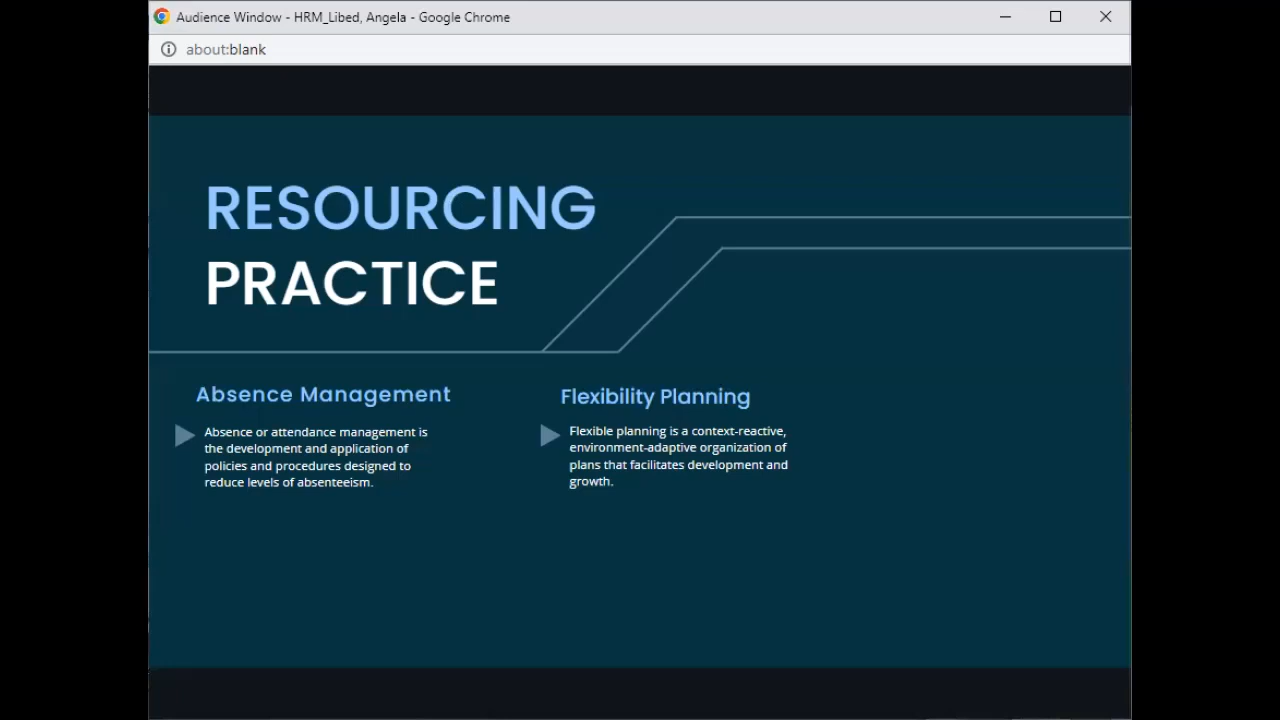 Audience Window - HRM_Libed, Angela - Google Chrome
about:blank
RESOURCING
PRACTICE
Absence Management
Absence or attendance management is
the development and application of
policies and procedures designed to
reduce levels of absenteeism.
Flexibility Planning
Flexible planning is a context-reactive,
environment-adaptive organization of
plans that facilitates development and
growth.